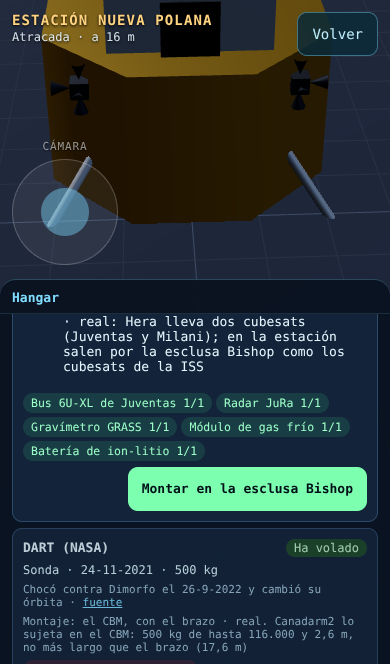 ESTACIÓN NUEVA POLANA
Atracada · a 16 m
Volver
CÁMARA
Hangar
· real: Hera lleva dos cubesats
(Juventas y Milani); en la estación
salen por la esclusa Bishop como los
cubesats de la ISS
Bus 6U-XL de Juventas 1/1 Radar JuRa 1/1
Gravímetro GRASS 1/1 Módulo de gas frío 1/1
Batería de ion-litio 1/1
Montar en la esclusa Bishop
DART (NASA) Ha volado
Sonda · 24-11-2021 · 500 kg
Chocó contra Dimorfo el 26-9-2022 y cambió su
órbita · fuente
Montaje: el CBM, con el brazo · real. Canadarm2 lo
sujeta en el CBM: 500 kg de hasta 116.000 y 2,6 m,
no más largo que el brazo (17,6 m)